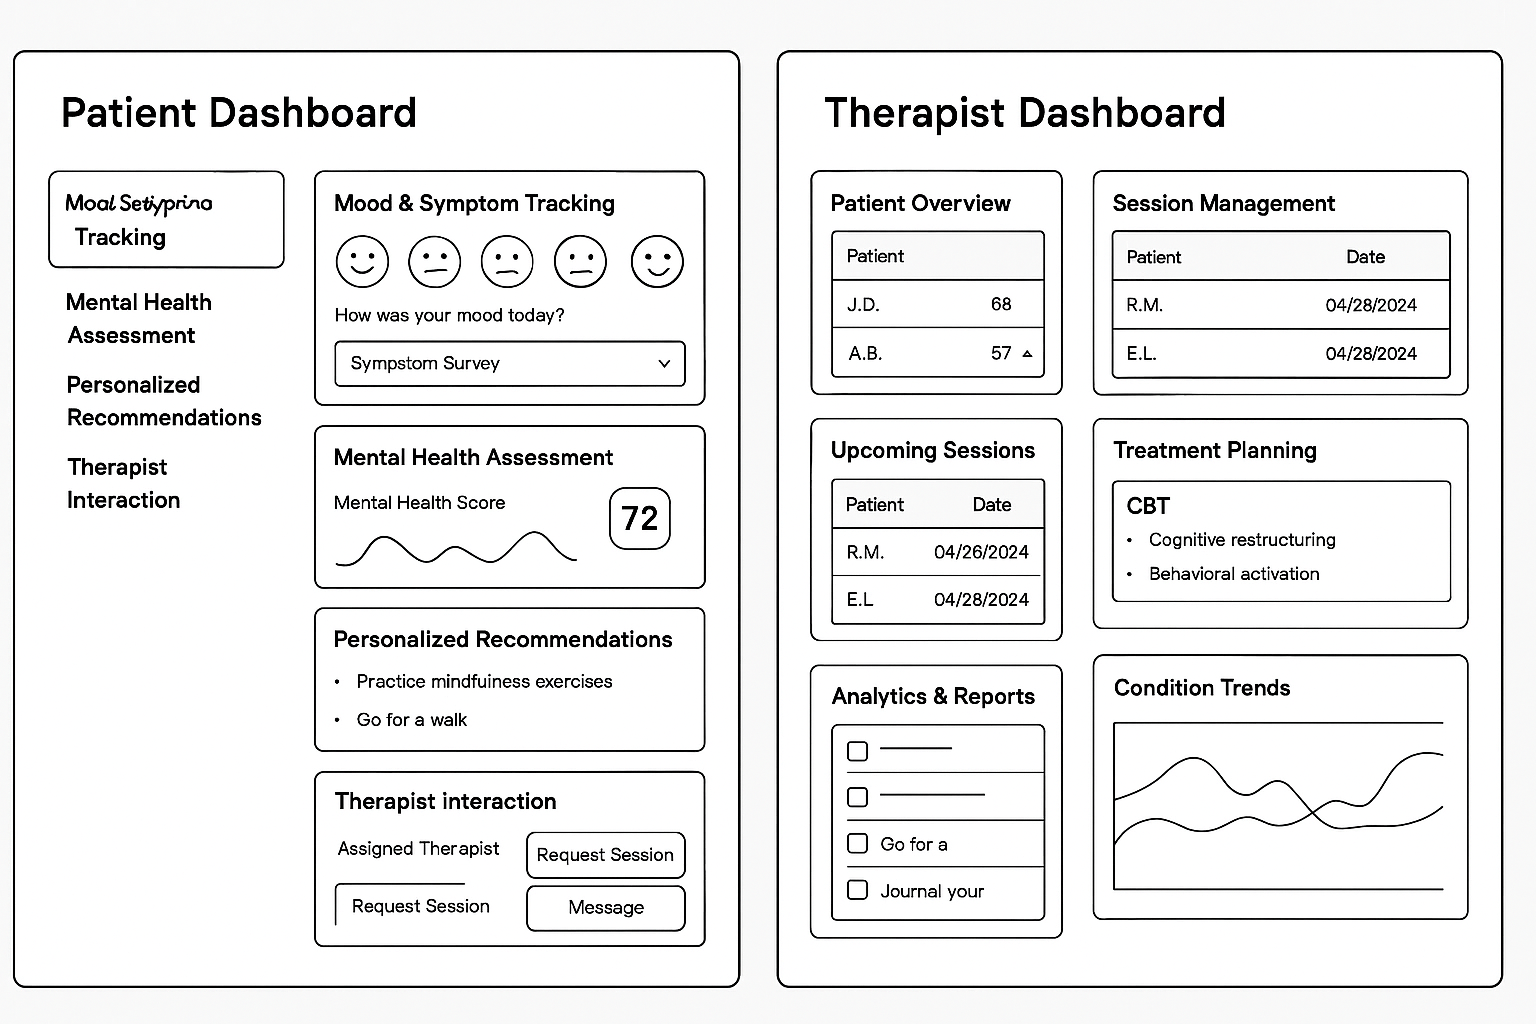 Patient Dashboard
Moal Setiyprina
Tracking
Mental Health
Assessment
Personalized
Recommendations
Therapist
Interaction
Mood & Symptom Tracking
How was your mood today?
Sympstom Survey
Mental Health Assessment
Mental Health Score
72
Personalized Recommendations
• Practice mindfuiness exercises
• Go for a walk
Therapist interaction
Assigned Therapist
Request Session
Request Session
Message
Therapist Dashboard
Patient Overview
Patient
J.D. 68
A.B. 57
Session Management
Patient Date
R.M. 04/28/2024
E.L. 04/28/2024
Upcoming Sessions
Patient Date
R.M. 04/26/2024
E.L 04/28/2024
Treatment Planning
CBT
• Cognitive restructuring
• Behavioral activation
Analytics & Reports
Go for a
Journal your
Condition Trends